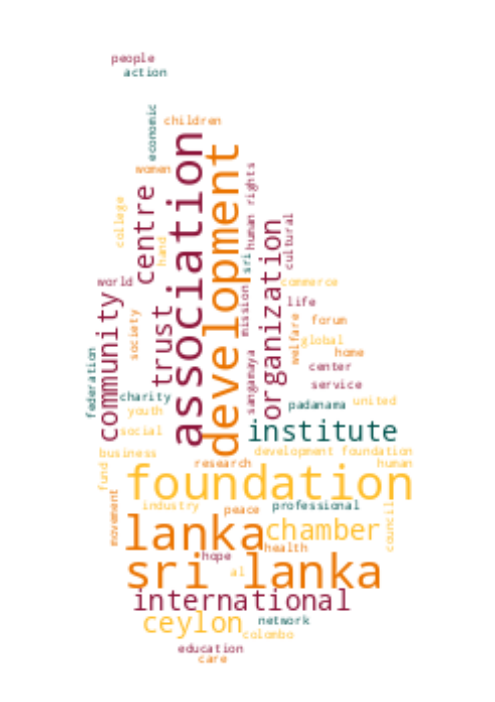 people
action
economic
children
women
association
development
centre
human rights
college
hand
cultural
organization
sri
world
commerce
community
mission
life
trust
society
welfare
forum
global
home
federation
sangamaya
center
service
charity
padanama
united
youth
social
institute
business
development foundation
research
human
fund
foundation
movement
industry
professional
peace
council
lanka
chamber
hope
health
sri lanka
al
international
ceylon
network
colombo
education
care